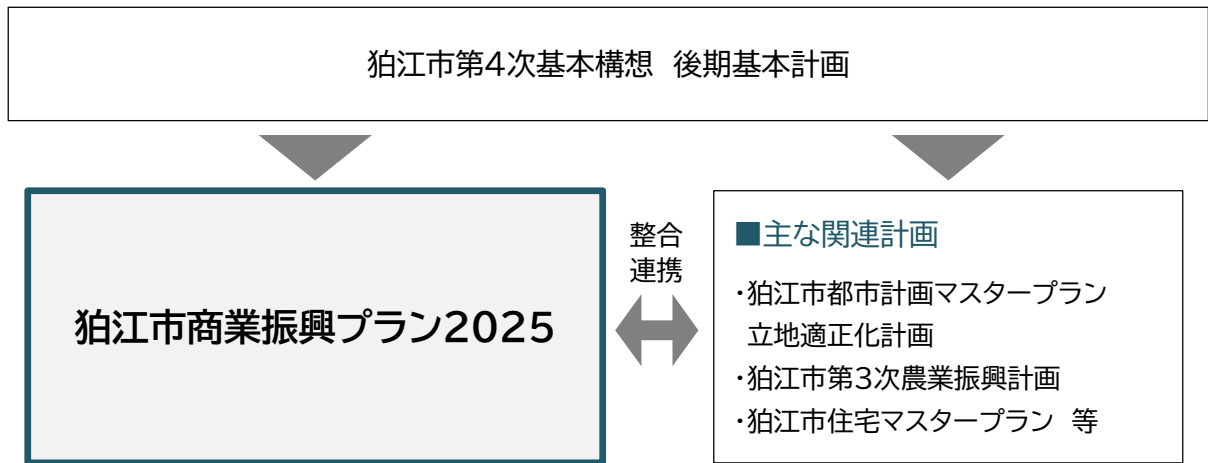 狛江市第4次基本構想 後期基本計画
狛江市商業振興プラン2025
整合
連携
■主な関連計画
・狛江市都市計画マスタープラン
立地適正化計画
・狛江市第3次農業振興計画
・狛江市住宅マスタープラン 等